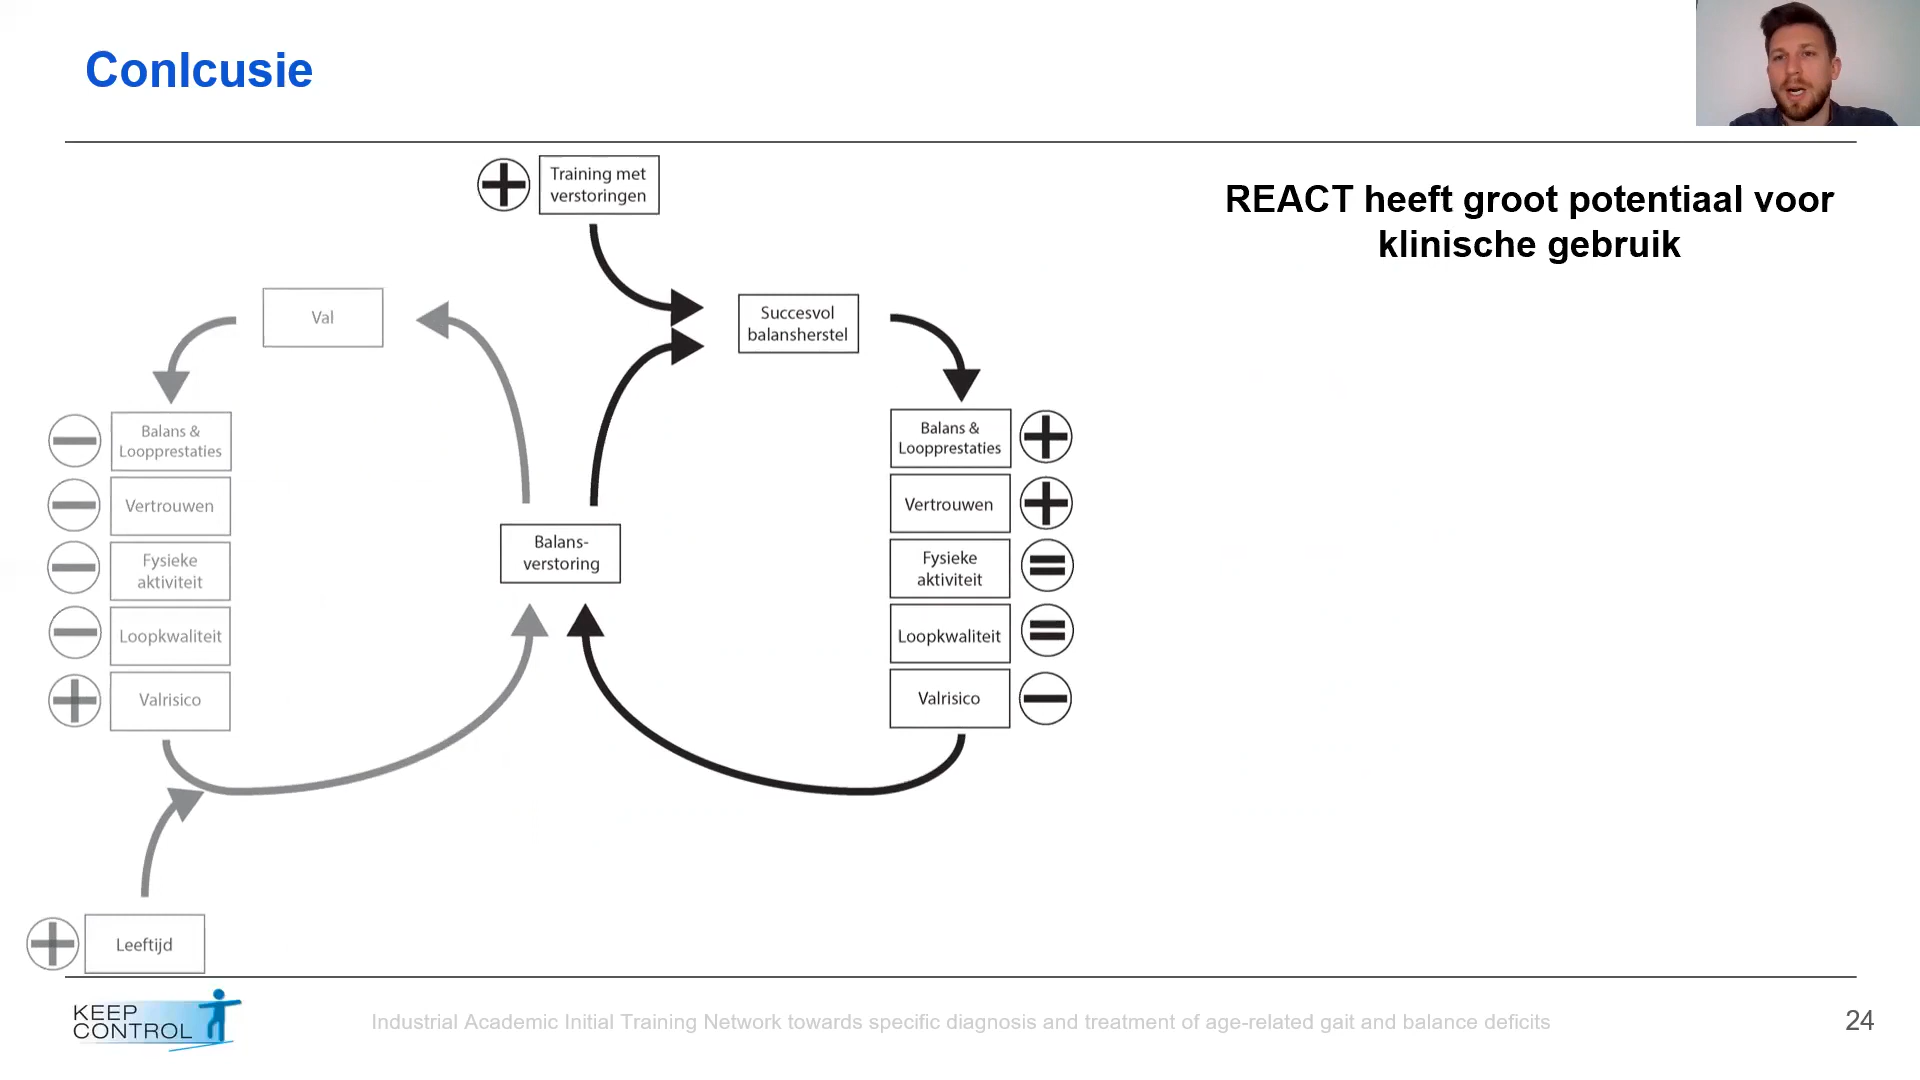 Conlcusie
REACT heeft groot potentiaal voor
klinische gebruik
Training met
verstoringen
Val
Succesvol
balansherstel
Balans &
Loopprestaties
Vertrouwen
Fysieke
aktiviteit
Loopkwaliteit
Valrisico
Balans-
verstoring
Balans &
Loopprestaties
Vertrouwen
Fysieke
aktiviteit
Loopkwaliteit
Valrisico
Leeftijd
KEEP
CONTROL
Industrial Academic Initial Training Network towards specific diagnosis and treatment of age-related gait and balance deficits
24